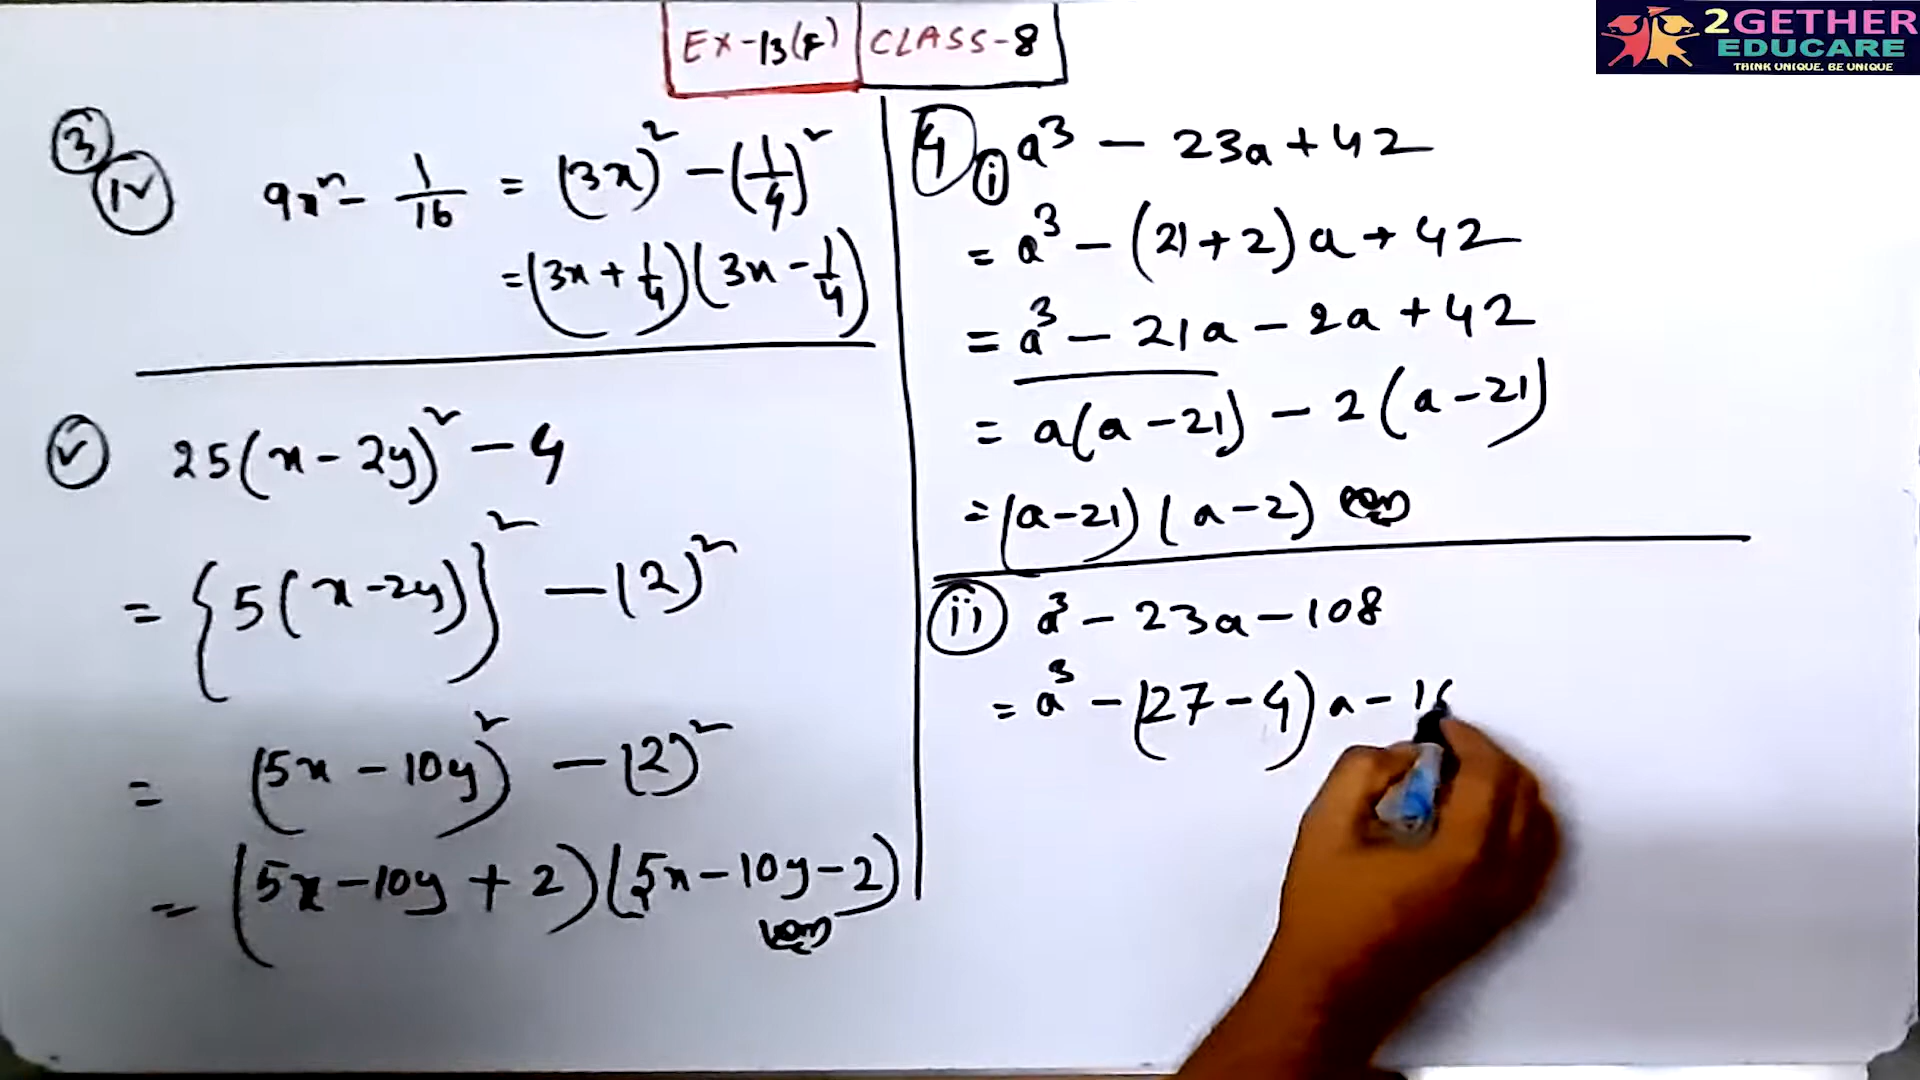 EX-13(F) CLASS-8
2GETHER
EDUCARE
THINK UNIQUE. BE UNIQUE
3
iv 9x² - 1/16 = (3x)² - (1/4)²
= (3x + 1/4)(3x - 1/4)
v 25(x - 2y)² - 4
= {5(x - 2y)}² - (2)²
= (5x - 10y)² - (2)²
= (5x - 10y + 2)(5x - 10y - 2)
4 i a³ - 23a + 42
= a³ - (21 + 2)a + 42
= a³ - 21a - 2a + 42
= a(a - 21) - 2(a - 21)
= (a - 21)(a - 2)
ii a³ - 23a - 108
= a³ - (27 - 4)a - 1